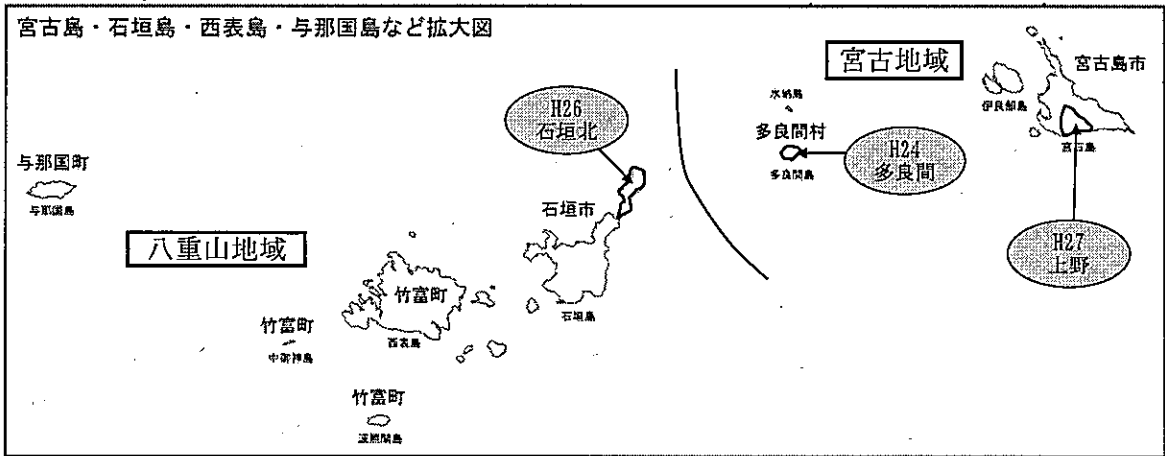 宮古島・石垣島・西表島・与那国島など拡大図
宮古地域
宮古島市
伊良部島
宮古島
水納島
多良間村
多良間島
H24
多良間
H27
上野
H26
石垣北
石垣市
石垣島
与那国町
与那国島
八重山地域
竹富町
西表島
竹富町
中御神島
竹富町
波照間島